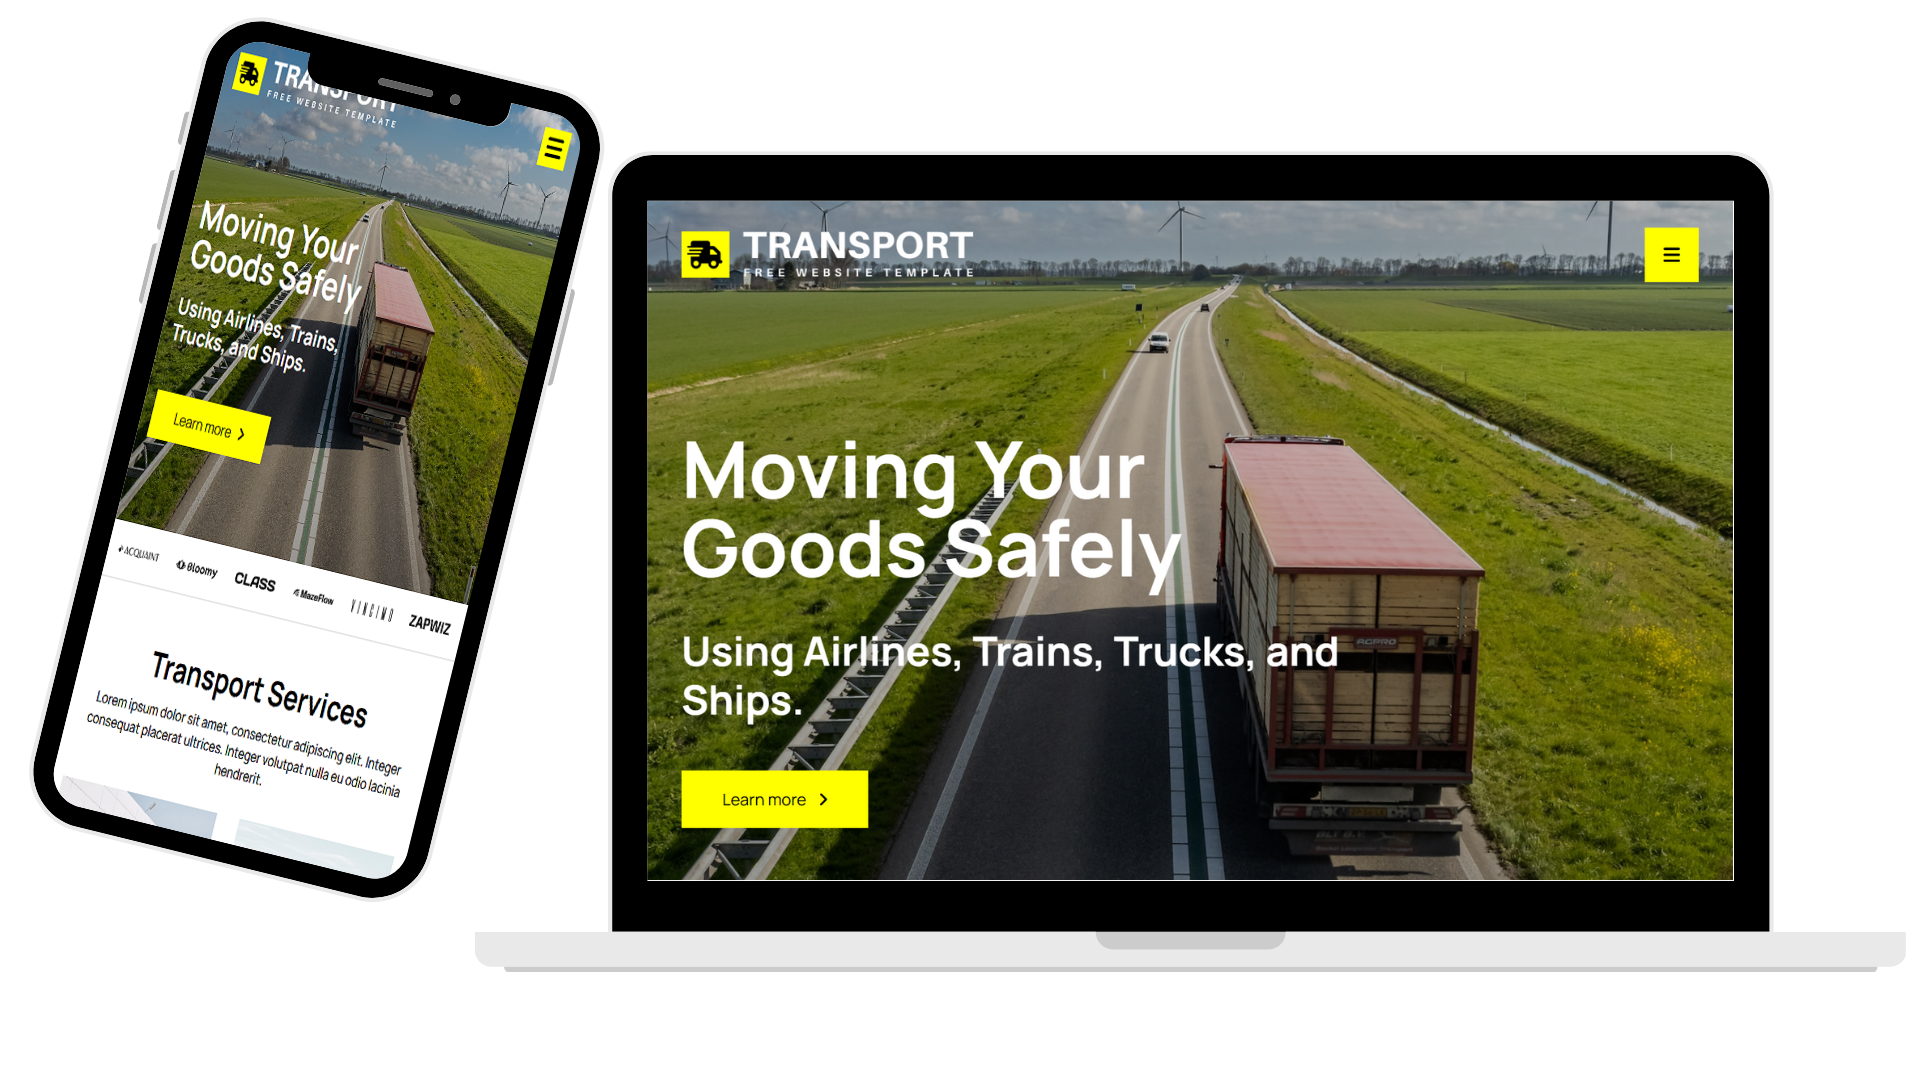 TRANSPORT
FREE WEBSITE TEMPLATE
Moving Your
Goods Safely
Using Airlines, Trains,
Trucks, and Ships.
Learn more
ACQUAINT
Bloomy
CLASS
MazeFlow
VINCIMO
ZAPWIZ
Transport Services
Lorem ipsum dolor sit amet, consectetur adipiscing elit. Integer
consequat placerat ultrices. Integer volutpat nulla eu odio lacinia
hendrerit.
TRANSPORT
FREE WEBSITE TEMPLATE
Moving Your
Goods Safely
Using Airlines, Trains, Trucks, and
Ships.
AGPRO
Learn more